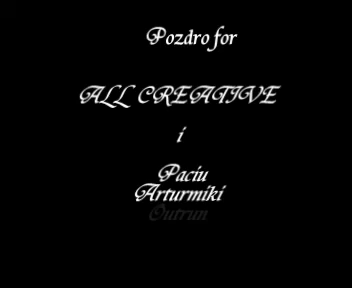 Pozdro for
ALL CREATIVE
i
Paciu
Arturmiki
Outrun